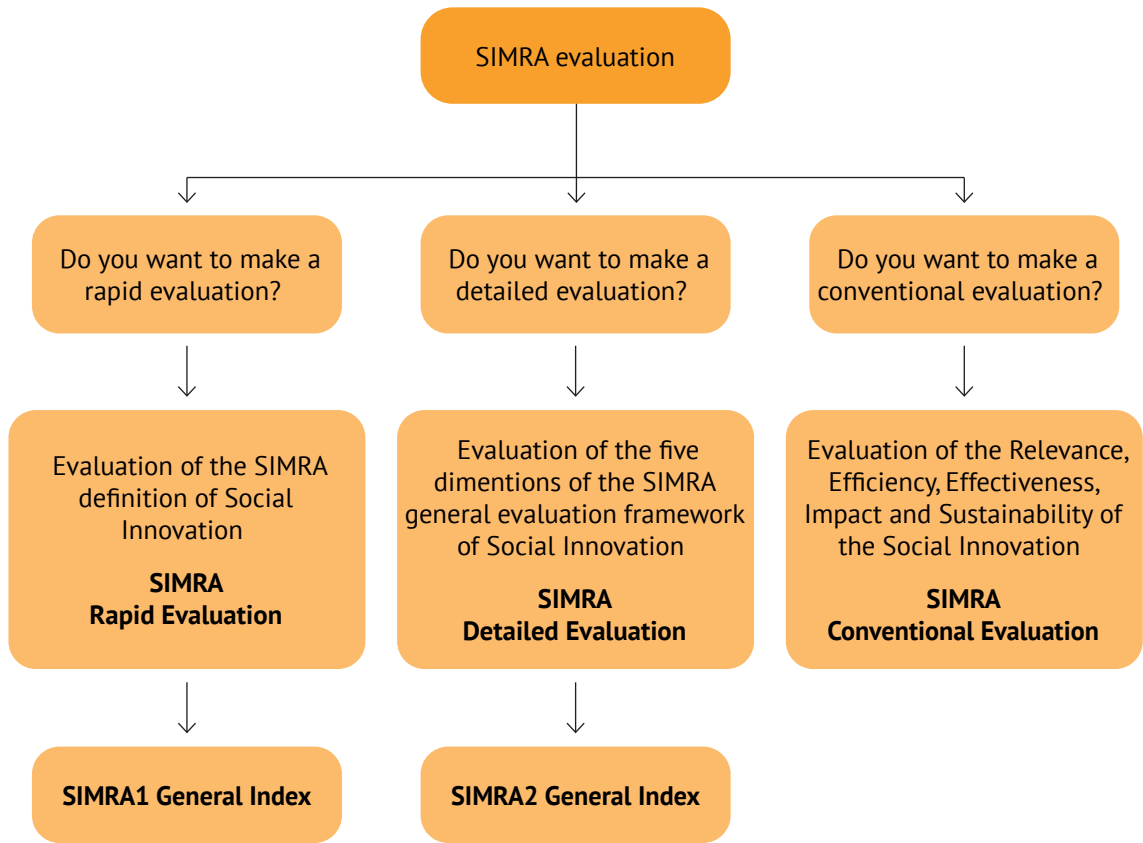 SIMRA evaluation
Do you want to make a
rapid evaluation?
Do you want to make a
detailed evaluation?
Do you want to make a
conventional evaluation?
Evaluation of the SIMRA
definition of Social
Innovation
SIMRA
Rapid Evaluation
Evaluation of the five
dimentions of the SIMRA
general evaluation framework
of Social Innovation
SIMRA
Detailed Evaluation
Evaluation of the Relevance,
Efficiency, Effectiveness,
Impact and Sustainability of
the Social Innovation
SIMRA
Conventional Evaluation
SIMRA1 General Index
SIMRA2 General Index